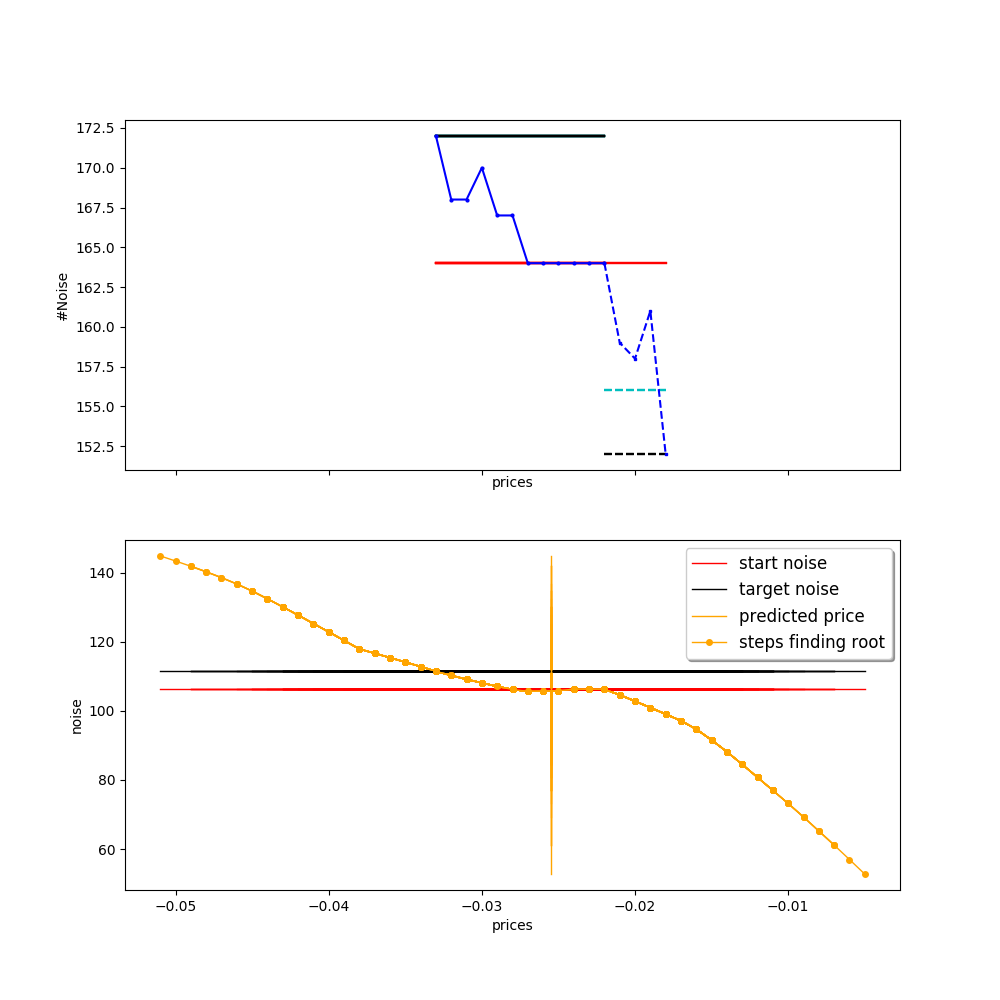 172.5
170.0
167.5
165.0
162.5
160.0
157.5
155.0
152.5
#Noise
prices
140
120
100
80
60
noise
start noise
target noise
predicted price
steps finding root
−0.05 −0.04 −0.03 −0.02 −0.01
prices